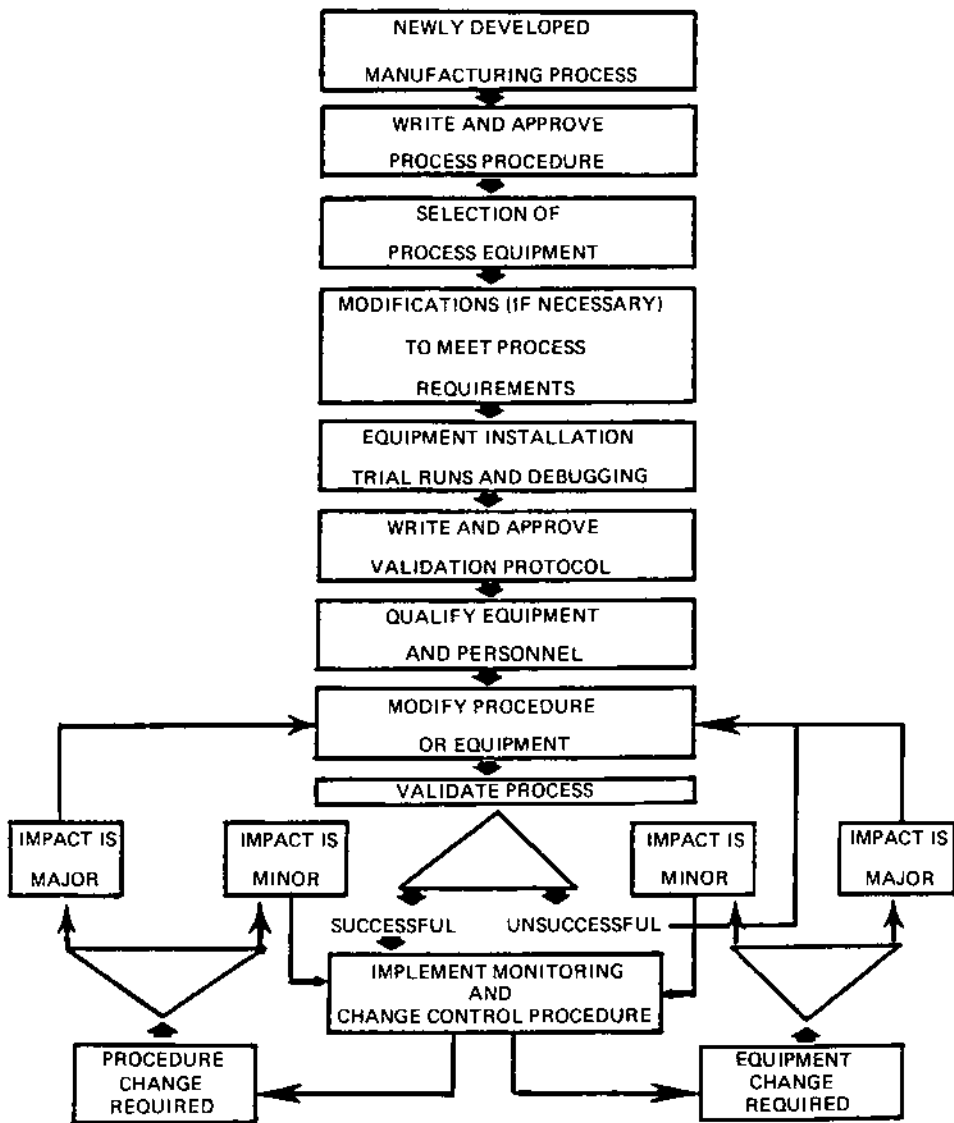 NEWLY DEVELOPED
MANUFACTURING PROCESS
WRITE AND APPROVE
PROCESS PROCEDURE
SELECTION OF
PROCESS EQUIPMENT
MODIFICATIONS (IF NECESSARY)
TO MEET PROCESS
REQUIREMENTS
EQUIPMENT INSTALLATION
TRIAL RUNS AND DEBUGGING
WRITE AND APPROVE
VALIDATION PROTOCOL
QUALIFY EQUIPMENT
AND PERSONNEL
MODIFY PROCEDURE
OR EQUIPMENT
VALIDATE PROCESS
IMPACT IS
MAJOR
IMPACT IS
MINOR
IMPACT IS
MINOR
IMPACT IS
MAJOR
SUCCESSFUL
UNSUCCESSFUL
IMPLEMENT MONITORING
AND
CHANGE CONTROL PROCEDURE
PROCEDURE
CHANGE
REQUIRED
EQUIPMENT
CHANGE
REQUIRED